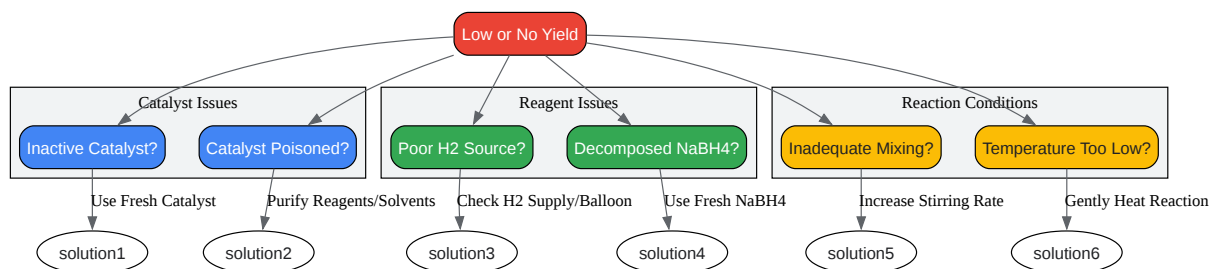 Low or No Yield
Catalyst Issues
Reagent Issues
Reaction Conditions
Inactive Catalyst?
Catalyst Poisoned?
Poor H2 Source?
Decomposed NaBH4?
Inadequate Mixing?
Temperature Too Low?
Use Fresh Catalyst
Purify Reagents/Solvents
Check H2 Supply/Balloon
Use Fresh NaBH4
Increase Stirring Rate
Gently Heat Reaction
solution1
solution2
solution3
solution4
solution5
solution6